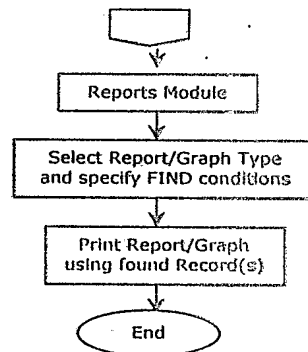 Reports Module
Select Report/Graph Type
and specify FIND conditions
Print Report/Graph
using found Record(s)
End